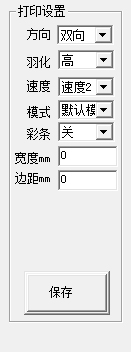 打印设置
方向 双向
羽化 高
速度 速度2
模式 默认模
彩条 关
宽度mm 0
边距mm 0
保存